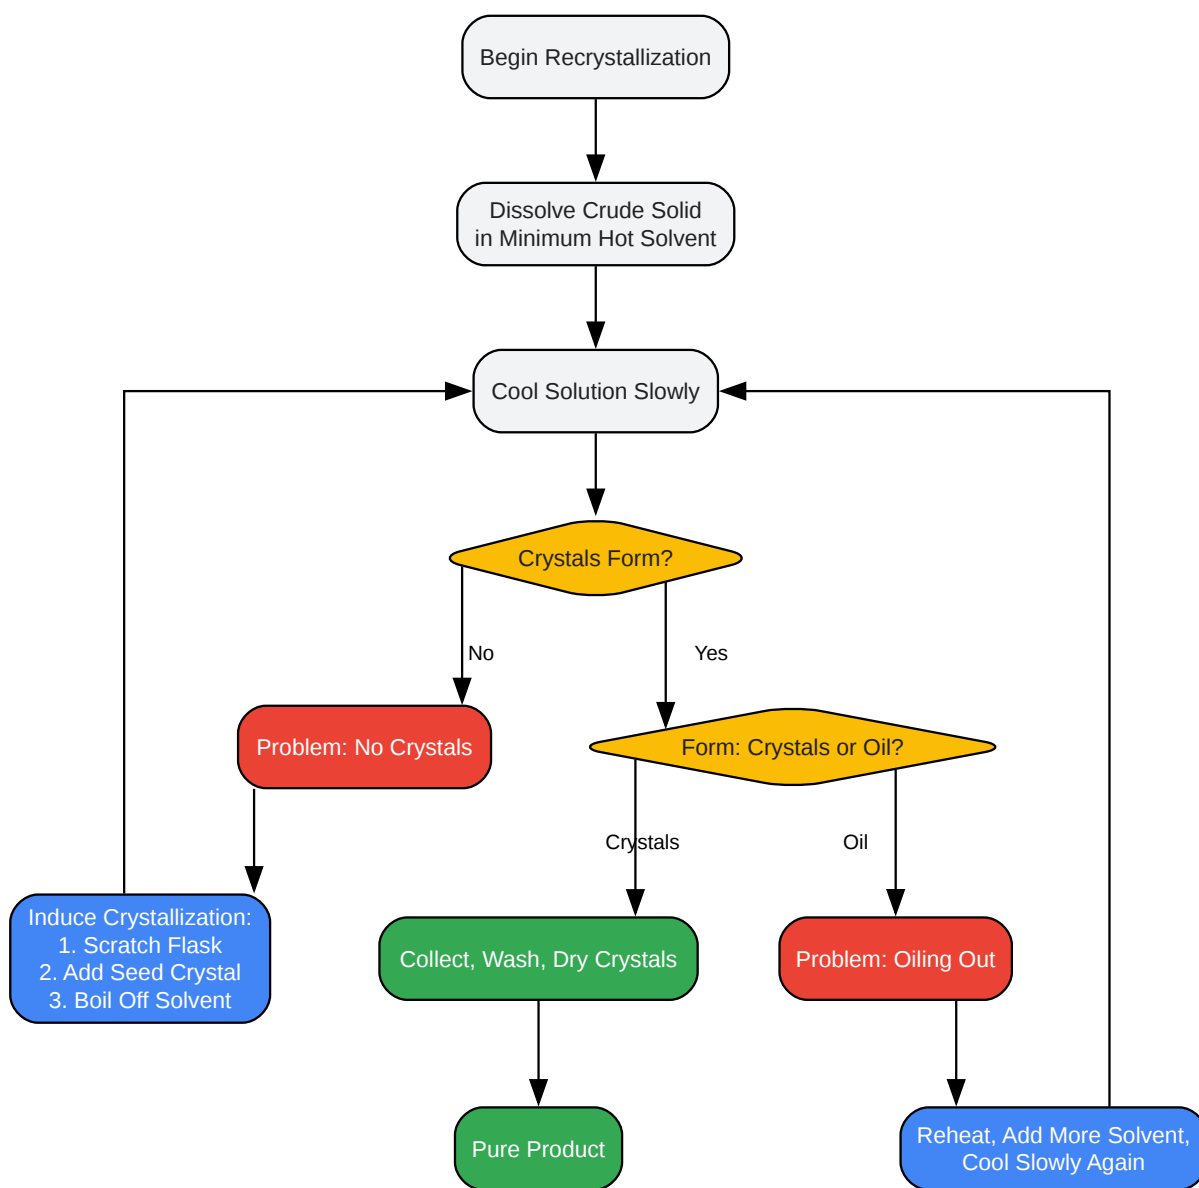 Begin Recrystallization
Dissolve Crude Solid
in Minimum Hot Solvent
Cool Solution Slowly
Crystals Form?
No
Yes
Problem: No Crystals
Form: Crystals or Oil?
Crystals
Oil
Induce Crystallization:
1. Scratch Flask
2. Add Seed Crystal
3. Boil Off Solvent
Collect, Wash, Dry Crystals
Problem: Oiling Out
Pure Product
Reheat, Add More Solvent,
Cool Slowly Again